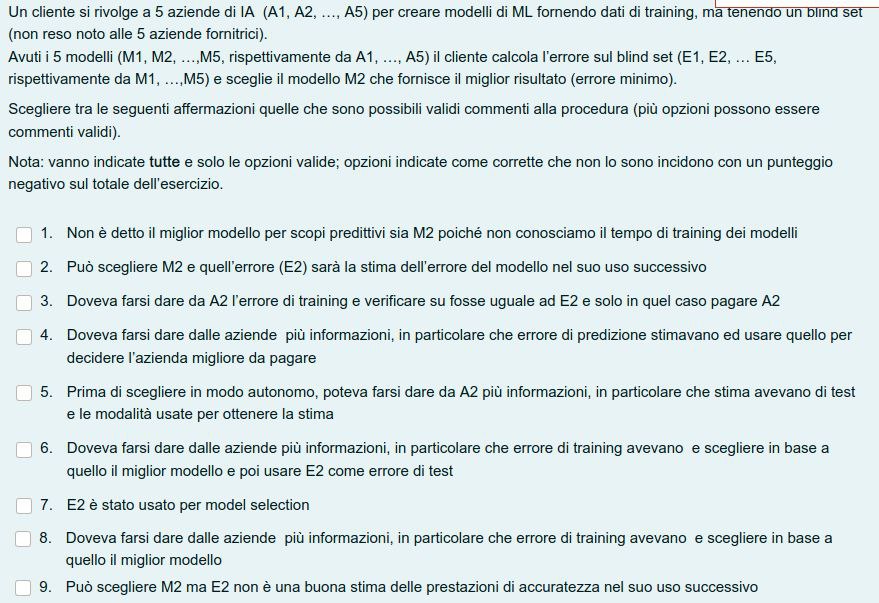 Un cliente si rivolge a 5 aziende di IA (A1, A2, …, A5) per creare modelli di ML fornendo dati di training, ma tenendo un blind set
(non reso noto alle 5 aziende fornitrici).
Avuti i 5 modelli (M1, M2, …,M5, rispettivamente da A1, …, A5) il cliente calcola l'errore sul blind set (E1, E2, … E5,
rispettivamente da M1, …,M5) e sceglie il modello M2 che fornisce il miglior risultato (errore minimo).
Scegliere tra le seguenti affermazioni quelle che sono possibili validi commenti alla procedura (più opzioni possono essere
commenti validi).
Nota: vanno indicate tutte e solo le opzioni valide; opzioni indicate come corrette che non lo sono incidono con un punteggio
negativo sul totale dell'esercizio.
1. Non è detto il miglior modello per scopi predittivi sia M2 poiché non conosciamo il tempo di training dei modelli
2. Può scegliere M2 e quell'errore (E2) sarà la stima dell'errore del modello nel suo uso successivo
3. Doveva farsi dare da A2 l'errore di training e verificare su fosse uguale ad E2 e solo in quel caso pagare A2
4. Doveva farsi dare dalle aziende più informazioni, in particolare che errore di predizione stimavano ed usare quello per
decidere l'azienda migliore da pagare
5. Prima di scegliere in modo autonomo, poteva farsi dare da A2 più informazioni, in particolare che stima avevano di test
e le modalità usate per ottenere la stima
6. Doveva farsi dare dalle aziende più informazioni, in particolare che errore di training avevano e scegliere in base a
quello il miglior modello e poi usare E2 come errore di test
7. E2 è stato usato per model selection
8. Doveva farsi dare dalle aziende più informazioni, in particolare che errore di training avevano e scegliere in base a
quello il miglior modello
9. Può scegliere M2 ma E2 non è una buona stima delle prestazioni di accuratezza nel suo uso successivo